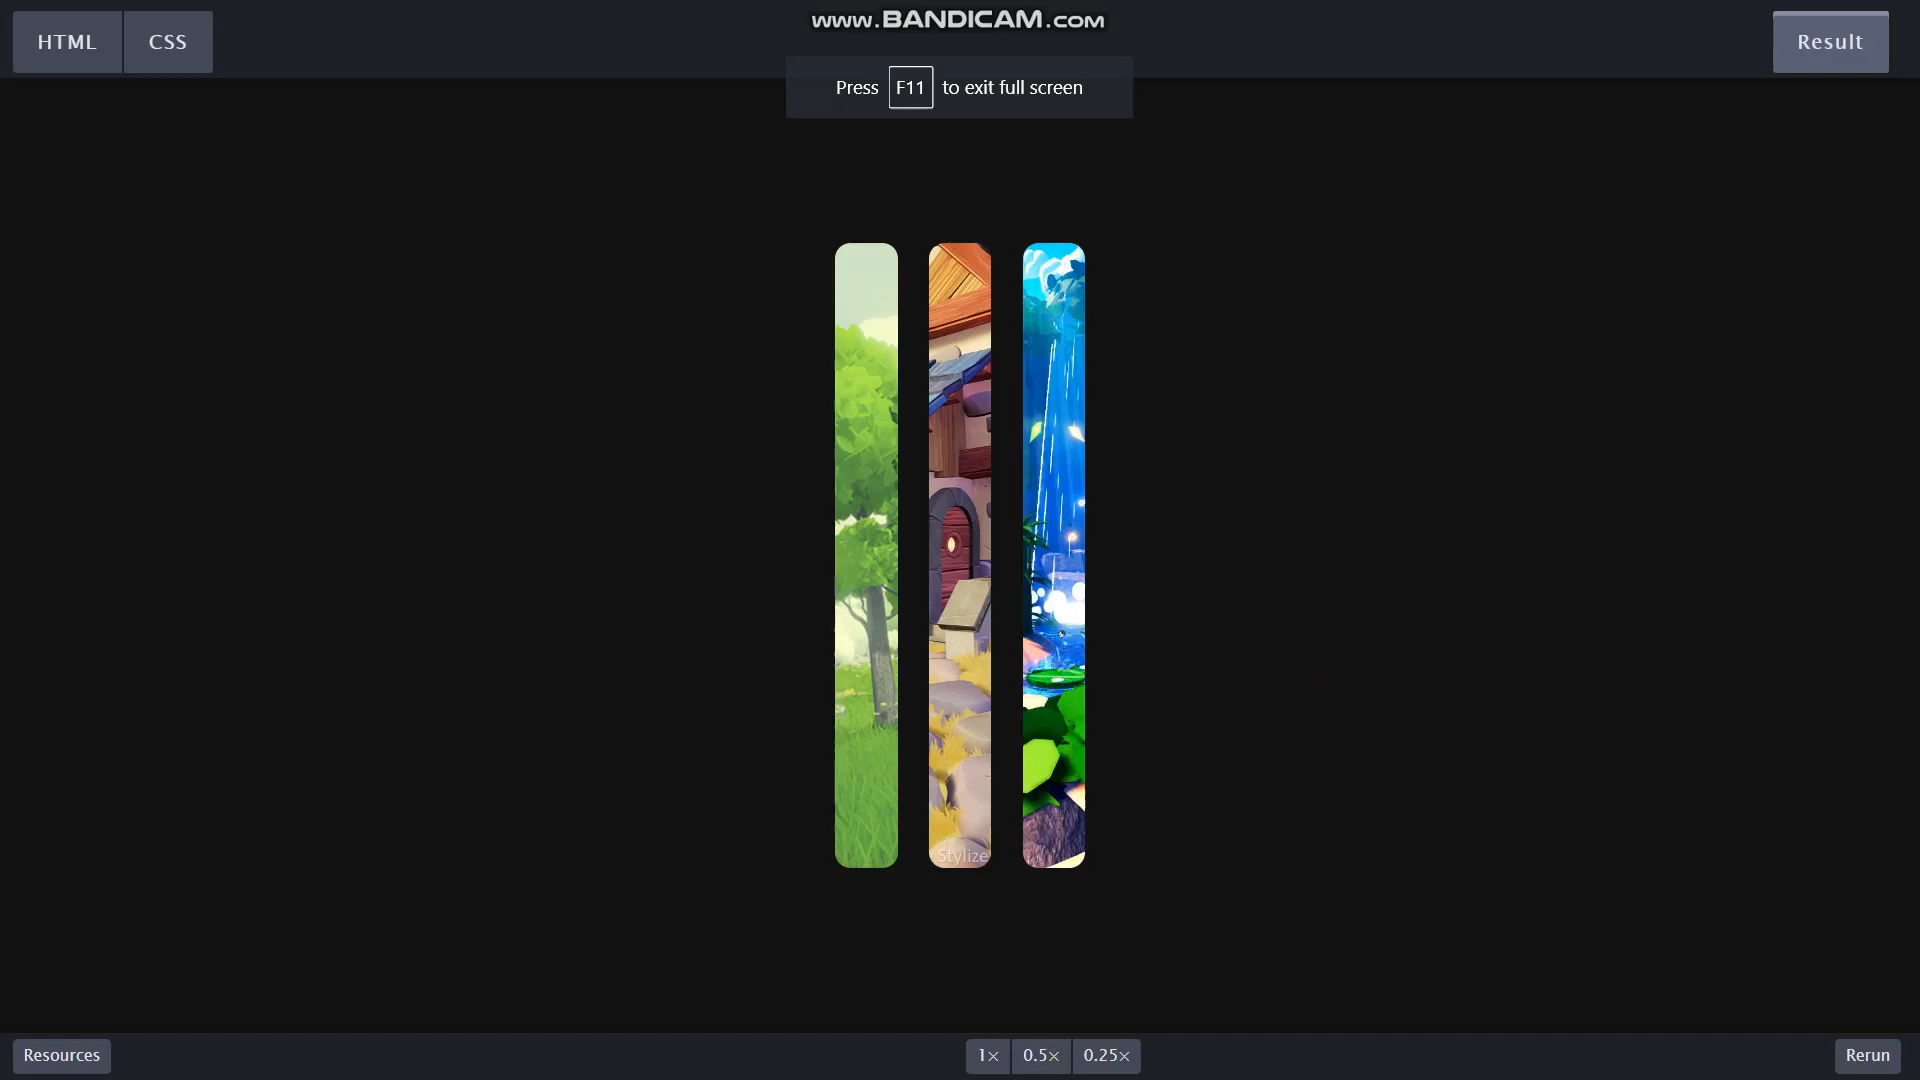 www.BANDICAM.com
HTML
CSS
Result
Press F11 to exit full screen
Stylize
Resources
1×
0.5×
0.25×
Rerun